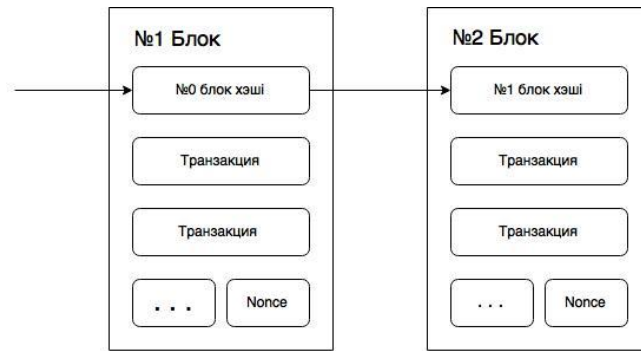 №1 Блок
№0 блок хэші
Транзакция
Транзакция
. . .
Nonce
№2 Блок
№1 блок хэші
Транзакция
Транзакция
. . .
Nonce